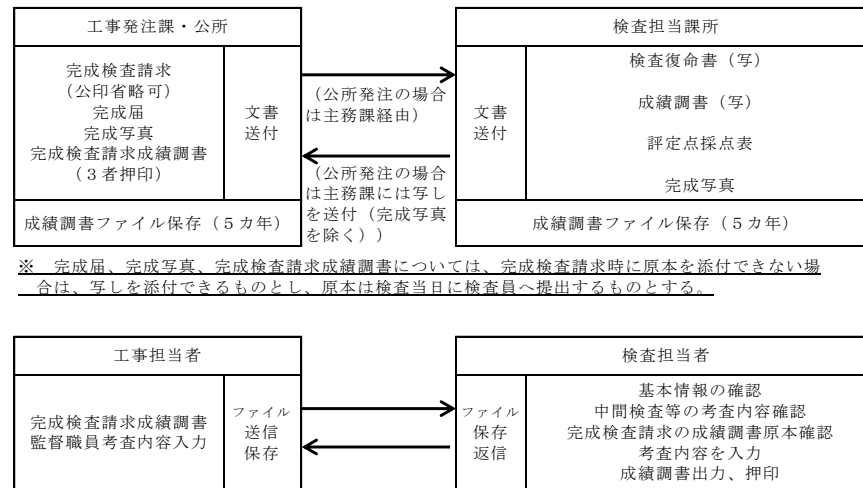 工事発注課・公所
完成検査請求
(公印省略可)
完成届
完成写真
完成検査請求成績調書
(3者押印)
文書
送付
成績調書ファイル保存(5カ年)
(公所発注の場合
は主務課経由)
(公所発注の場合
は主務課には写し
を送付(完成写真
を除く))
検査担当課所
文書
送付
検査復命書(写)
成績調書(写)
評定点採点表
完成写真
成績調書ファイル保存(5カ年)
※ 完成届、完成写真、完成検査請求成績調書については、完成検査請求時に原本を添付できない場
合は、写しを添付できるものとし、原本は検査当日に検査員へ提出するものとする。
工事担当者
完成検査請求成績調書
監督職員考査内容入力
ファイル
送信
保存
検査担当者
ファイル
保存
返信
基本情報の確認
中間検査等の考査内容確認
完成検査請求の成績調書原本確認
考査内容を入力
成績調書出力、押印